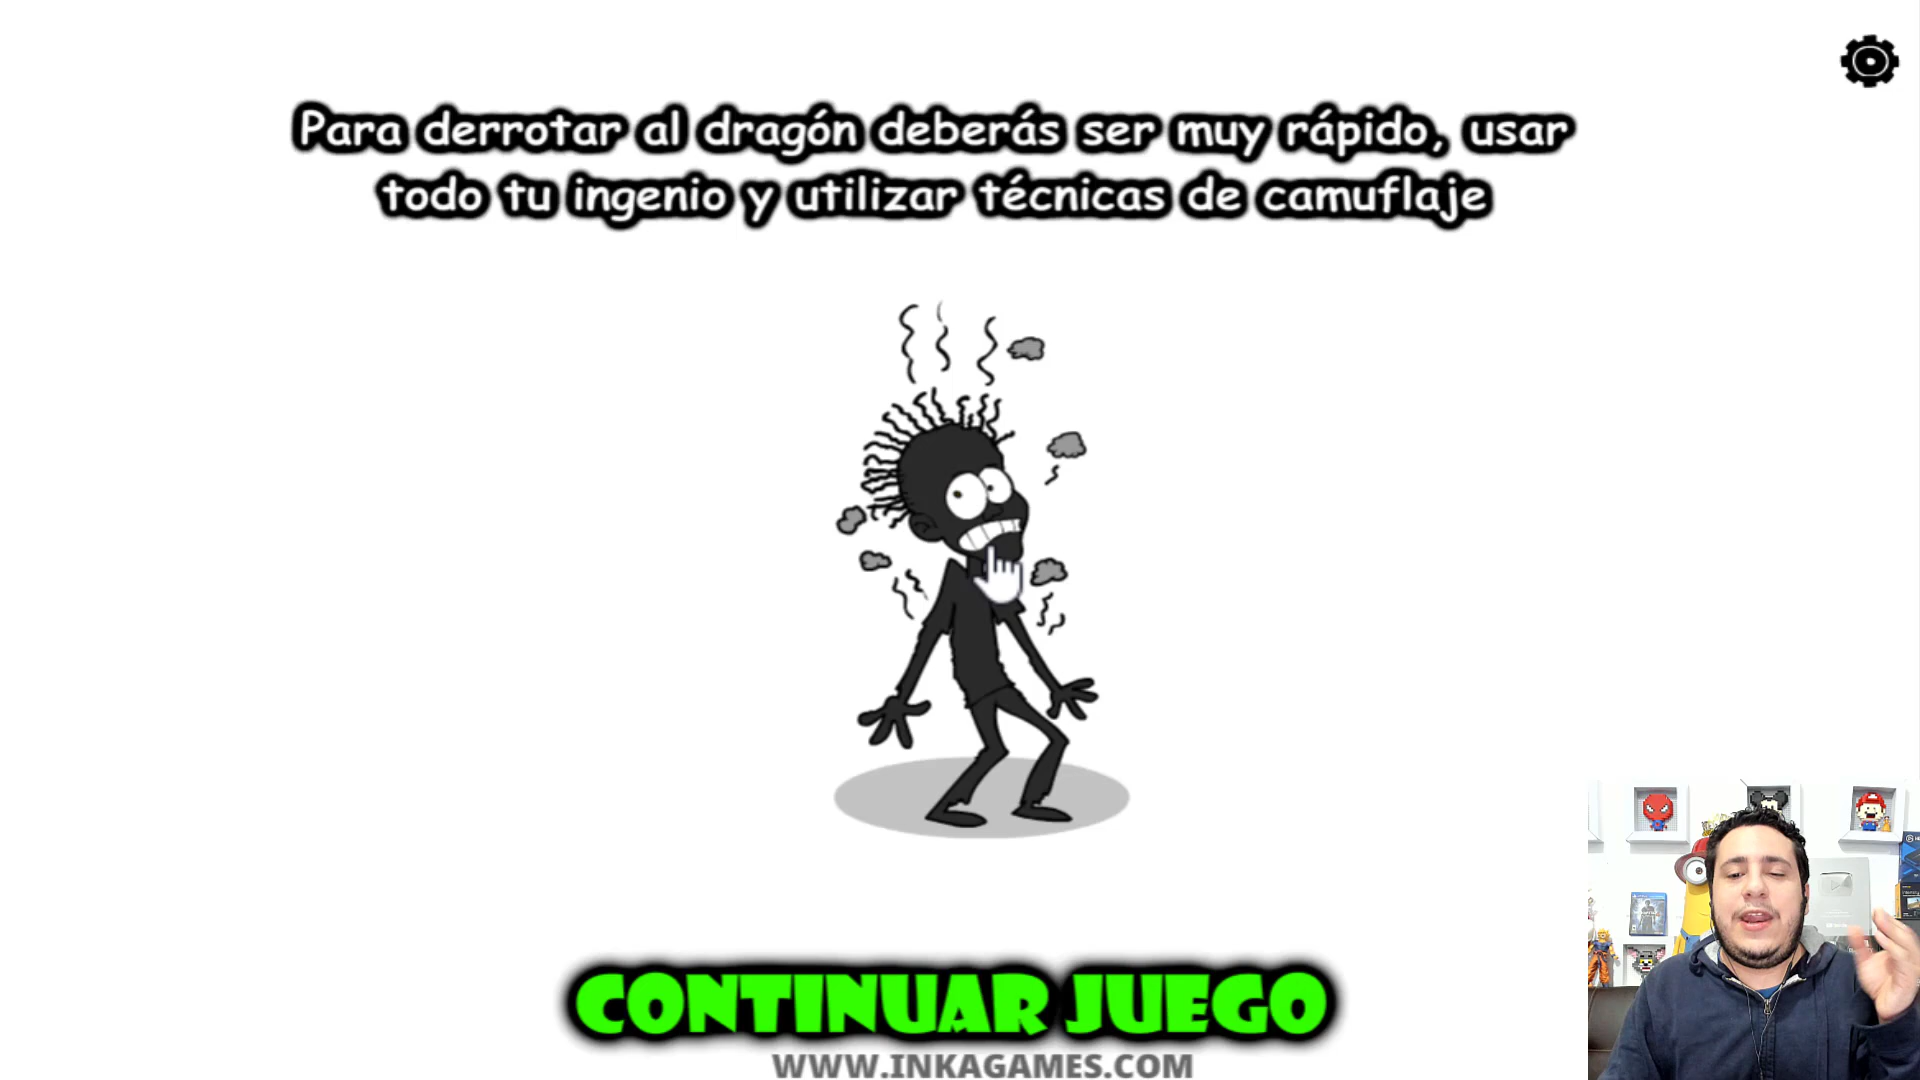 Para derrotar al dragón deberás ser muy rápido, usar
todo tu ingenio y utilizar técnicas de camuflaje
CONTINUAR JUEGO
WWW.INKAGAMES.COM